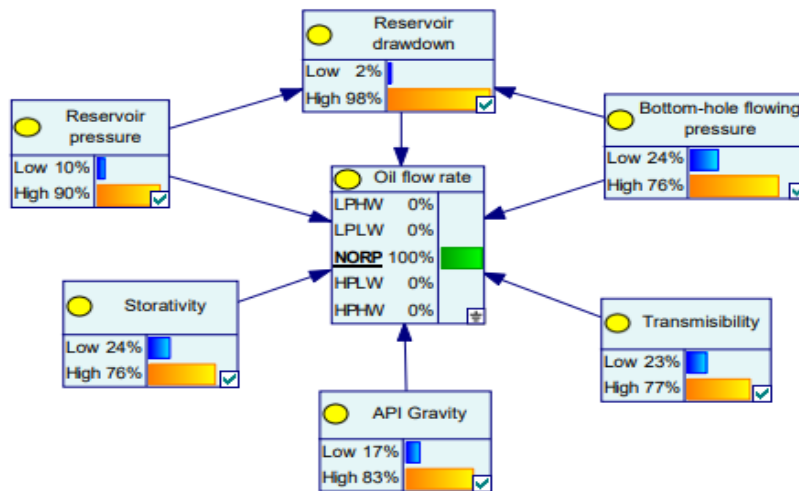 Reservoir
drawdown
Low 2%
High 98%
Reservoir
pressure
Low 10%
High 90%
Bottom-hole flowing
pressure
Low 24%
High 76%
Oil flow rate
LPHW 0%
LPLW 0%
NORP 100%
HPLW 0%
HPHW 0%
Storativity
Low 24%
High 76%
Transmisibility
Low 23%
High 77%
API Gravity
Low 17%
High 83%